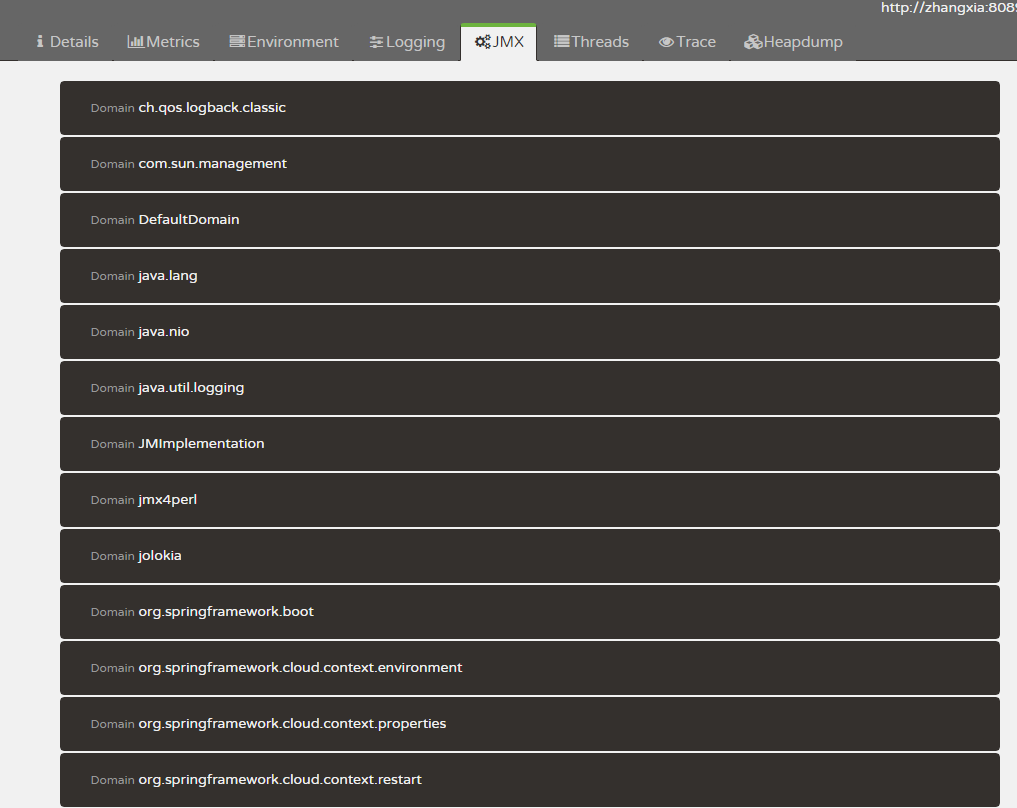 http://zhangxia:8089
Details Metrics Environment Logging JMX Threads Trace Heapdump
Domain ch.qos.logback.classic
Domain com.sun.management
Domain DefaultDomain
Domain java.lang
Domain java.nio
Domain java.util.logging
Domain JMImplementation
Domain jmx4perl
Domain jolokia
Domain org.springframework.boot
Domain org.springframework.cloud.context.environment
Domain org.springframework.cloud.context.properties
Domain org.springframework.cloud.context.restart